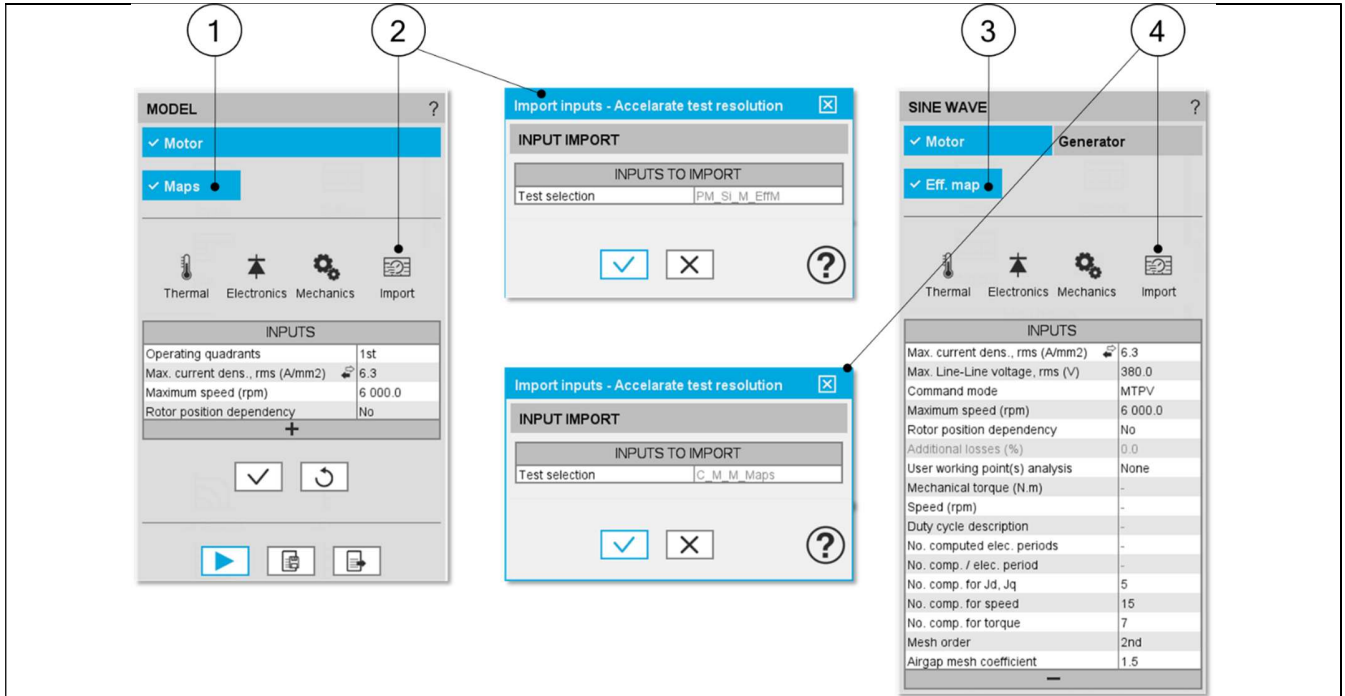 1
2
3
4
MODEL ?
✓ Motor
✓ Maps
Thermal Electronics Mechanics Import
INPUTS
Operating quadrants 1st
Max. current dens., rms (A/mm2) 6.3
Maximum speed (rpm) 6 000.0
Rotor position dependency No
+
Import inputs - Accelarate test resolution
INPUT IMPORT
INPUTS TO IMPORT
Test selection PM_Si_M_EffM
?
Import inputs - Accelarate test resolution
INPUT IMPORT
INPUTS TO IMPORT
Test selection C_M_M_Maps
?
SINE WAVE ?
✓ Motor Generator
✓ Eff. map
Thermal Electronics Mechanics Import
INPUTS
Max. current dens., rms (A/mm2) 6.3
Max. Line-Line voltage, rms (V) 380.0
Command mode MTPV
Maximum speed (rpm) 6 000.0
Rotor position dependency No
Additional losses (%) 0.0
User working point(s) analysis None
Mechanical torque (N.m) -
Speed (rpm) -
Duty cycle description -
No. computed elec. periods -
No. comp. / elec. period -
No. comp. for Jd, Jq 5
No. comp. for speed 15
No. comp. for torque 7
Mesh order 2nd
Airgap mesh coefficient 1.5
−